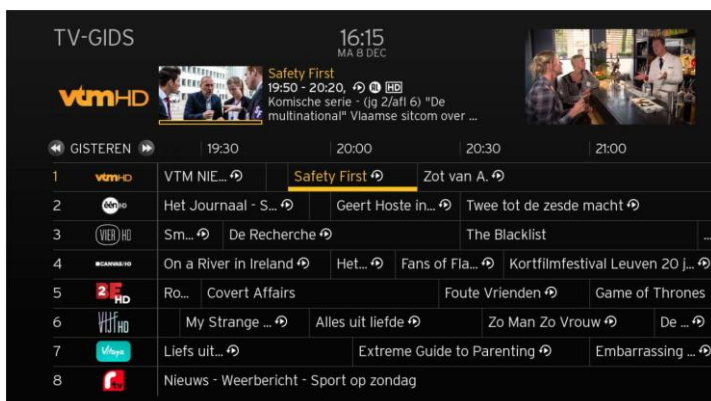 TV-GIDS
16:15
MA 8 DEC
vtmHD
Safety First
19:50 - 20:20, HD
Komische serie - (jg 2/afl 6) "De
multinational" Vlaamse sitcom over ...
GISTEREN 19:30 20:00 20:30 21:00
1 vtmHD VTM NIE... Safety First Zot van A.
2 één HD Het Journaal - S... Geert Hoste in... Twee tot de zesde macht
3 VIER HD Sm... De Recherche The Blacklist ...
4 CANVAS HD On a River in Ireland Het... Fans of Fla... Kortfilmfestival Leuven 20 j...
5 2BE HD Ro... Covert Affairs Foute Vrienden Game of Thrones
6 VIJF HD My Strange ... Alles uit liefde Zo Man Zo Vrouw De ...
7 Vitaya Liefs uit... Extreme Guide to Parenting Embarrassing ...
8 rtv Nieuws - Weerbericht - Sport op zondag